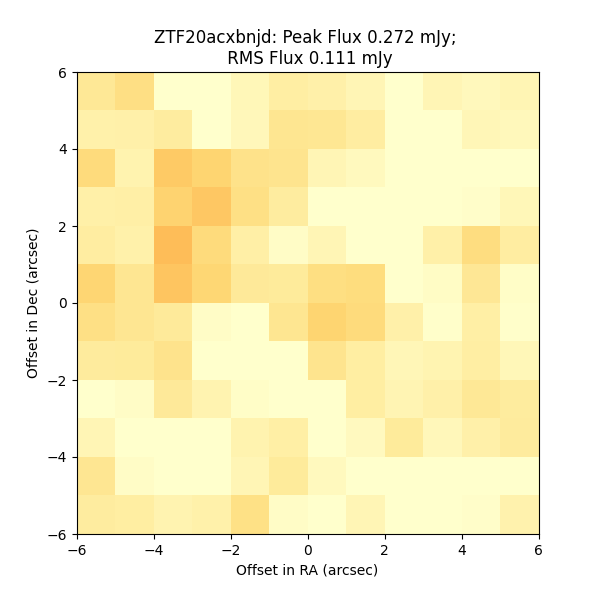 ZTF20acxbnjd: Peak Flux 0.272 mJy;
RMS Flux 0.111 mJy
6
4
2
0
−2
−4
−6
Offset in Dec (arcsec)
−6 −4 −2 0 2 4 6
Offset in RA (arcsec)